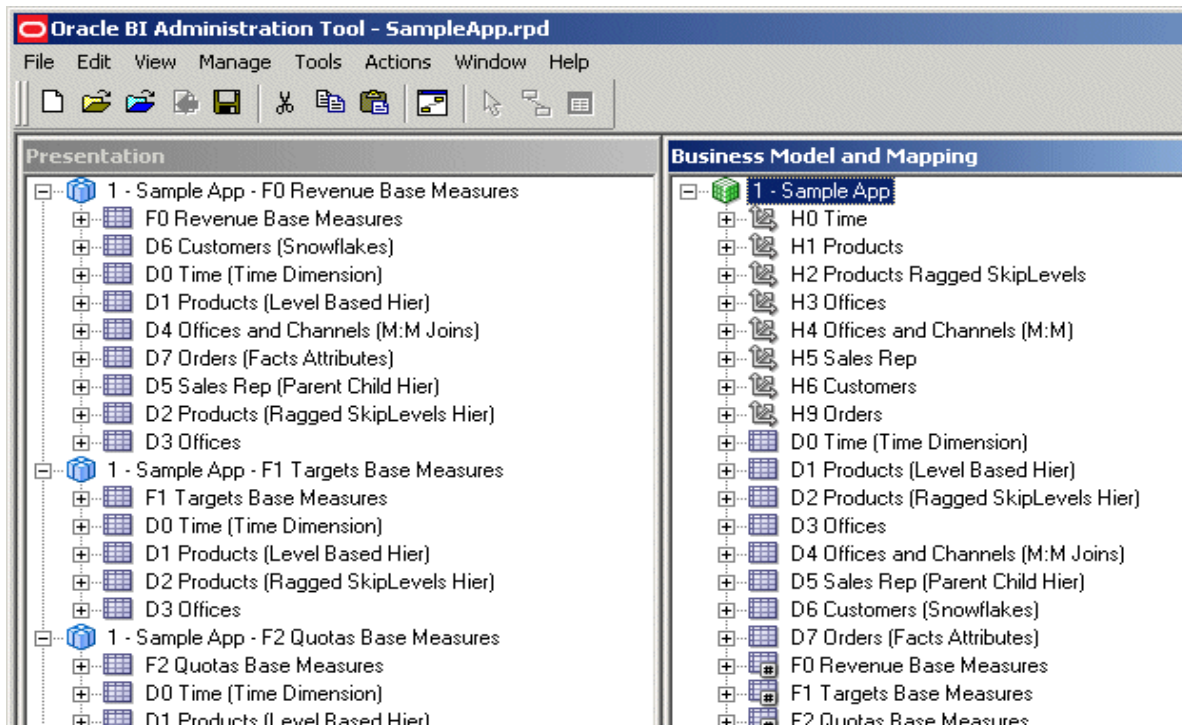 Oracle BI Administration Tool - SampleApp.rpd
File Edit View Manage Tools Actions Window Help
Presentation
1 - Sample App - F0 Revenue Base Measures
F0 Revenue Base Measures
D6 Customers (Snowflakes)
D0 Time (Time Dimension)
D1 Products (Level Based Hier)
D4 Offices and Channels (M:M Joins)
D7 Orders (Facts Attributes)
D5 Sales Rep (Parent Child Hier)
D2 Products (Ragged SkipLevels Hier)
D3 Offices
1 - Sample App - F1 Targets Base Measures
F1 Targets Base Measures
D0 Time (Time Dimension)
D1 Products (Level Based Hier)
D2 Products (Ragged SkipLevels Hier)
D3 Offices
1 - Sample App - F2 Quotas Base Measures
F2 Quotas Base Measures
D0 Time (Time Dimension)
D1 Products (Level Based Hier)
Business Model and Mapping
1 - Sample App
H0 Time
H1 Products
H2 Products Ragged SkipLevels
H3 Offices
H4 Offices and Channels (M:M)
H5 Sales Rep
H6 Customers
H9 Orders
D0 Time (Time Dimension)
D1 Products (Level Based Hier)
D2 Products (Ragged SkipLevels Hier)
D3 Offices
D4 Offices and Channels (M:M Joins)
D5 Sales Rep (Parent Child Hier)
D6 Customers (Snowflakes)
D7 Orders (Facts Attributes)
F0 Revenue Base Measures
F1 Targets Base Measures
F2 Quotas Base Measures